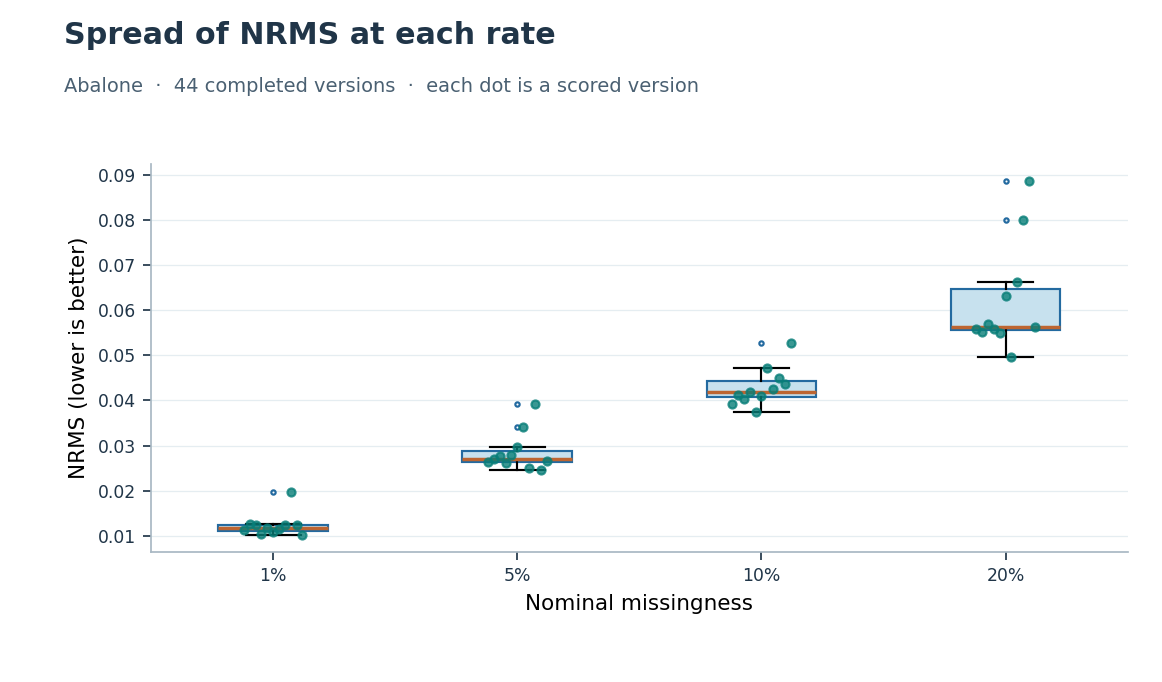 Spread of NRMS at each rate
Abalone · 44 completed versions · each dot is a scored version
NRMS (lower is better)
0.09
0.08
0.07
0.06
0.05
0.04
0.03
0.02
0.01
1% 5% 10% 20%
Nominal missingness